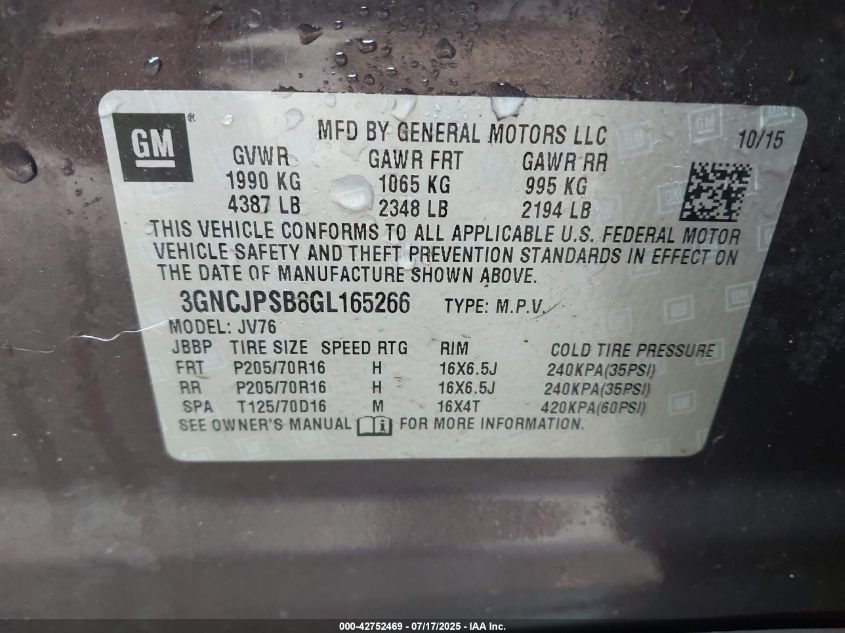 GM ®
MFD BY GENERAL MOTORS LLC 10/15
GVWR GAWR FRT GAWR RR
1990 KG 1065 KG 995 KG
4387 LB 2348 LB 2194 LB
THIS VEHICLE CONFORMS TO ALL APPLICABLE U.S. FEDERAL MOTOR
VEHICLE SAFETY AND THEFT PREVENTION STANDARDS IN EFFECT ON
THE DATE OF MANUFACTURE SHOWN ABOVE.
3GNCJPSB8GL165266 TYPE: M.P.V.
MODEL: JV76
JBBP TIRE SIZE SPEED RTG RIM COLD TIRE PRESSURE
FRT P205/70R16 H 16X6.5J 240KPA(35PSI)
RR P205/70R16 H 16X6.5J 240KPA(35PSI)
SPA T125/70D16 M 16X4T 420KPA(60PSI)
SEE OWNER'S MANUAL i FOR MORE INFORMATION.
000-42752469 - 07/17/2025 - IAA Inc.